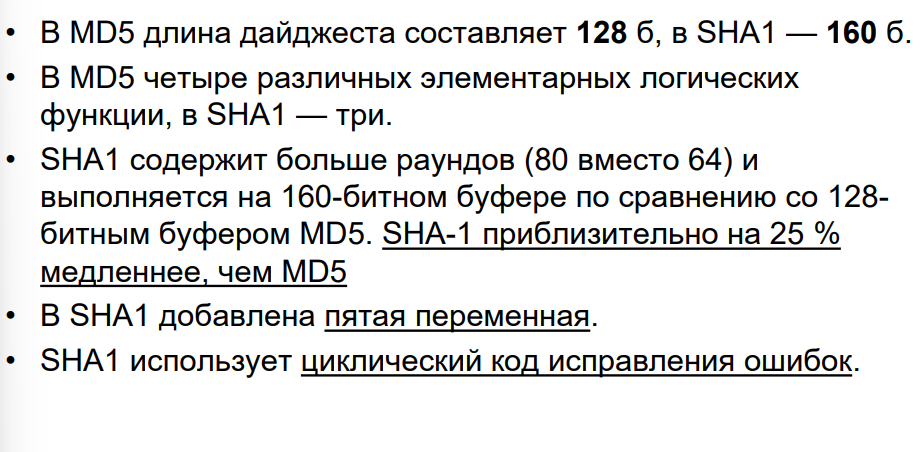 • В MD5 длина дайджеста составляет 128 б, в SHA1 — 160 б.
• В MD5 четыре различных элементарных логических
функции, в SHA1 — три.
• SHA1 содержит больше раундов (80 вместо 64) и
выполняется на 160-битном буфере по сравнению со 128-
битным буфером MD5. SHA-1 приблизительно на 25 %
медленнее, чем MD5
• В SHA1 добавлена пятая переменная.
• SHA1 использует циклический код исправления ошибок.